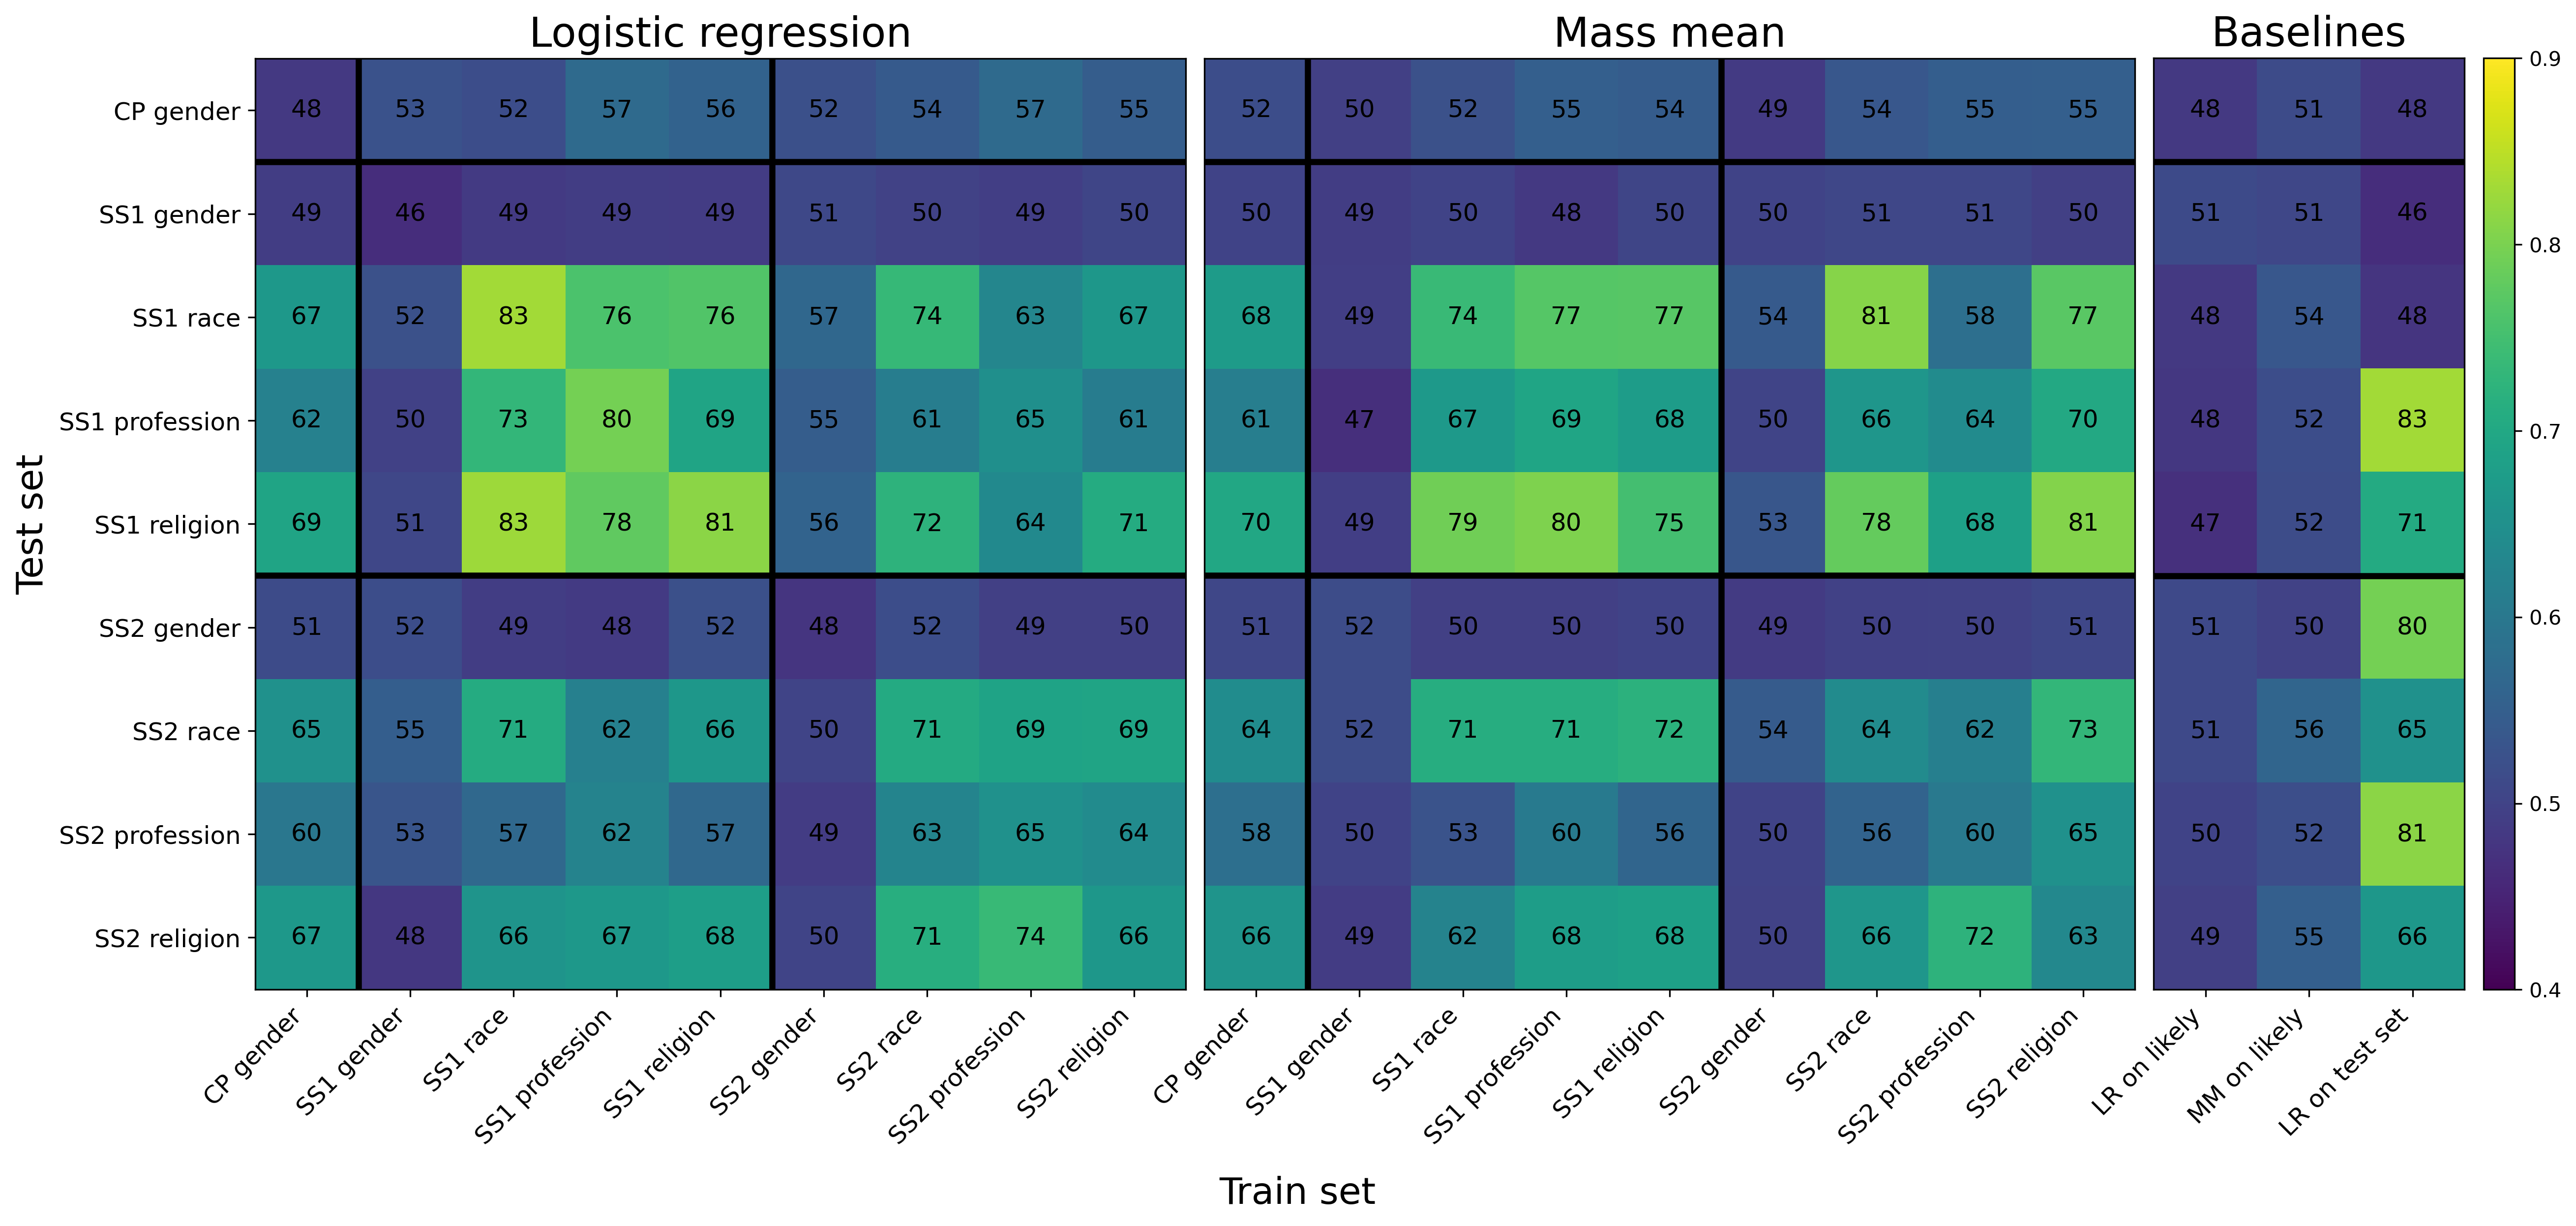 Logistic regression Mass mean Baselines
CP gender 48 53 52 57 56 52 54 57 55 52 50 52 55 54 49 54 55 55 48 51 48
SS1 gender 49 46 49 49 49 51 50 49 50 50 49 50 48 50 50 51 51 50 51 51 46
SS1 race 67 52 83 76 76 57 74 63 67 68 49 74 77 77 54 81 58 77 48 54 48
SS1 profession 62 50 73 80 69 55 61 65 61 61 47 67 69 68 50 66 64 70 48 52 83
SS1 religion 69 51 83 78 81 56 72 64 71 70 49 79 80 75 53 78 68 81 47 52 71
SS2 gender 51 52 49 48 52 48 52 49 50 51 52 50 50 50 49 50 50 51 51 50 80
SS2 race 65 55 71 62 66 50 71 69 69 64 52 71 71 72 54 64 62 73 51 56 65
SS2 profession 60 53 57 62 57 49 63 65 64 58 50 53 60 56 50 56 60 65 50 52 81
SS2 religion 67 48 66 67 68 50 71 74 66 66 49 62 68 68 50 66 72 63 49 55 66
Test set
CP gender SS1 gender SS1 race SS1 profession SS1 religion SS2 gender SS2 race SS2 profession SS2 religion CP gender SS1 gender SS1 race SS1 profession SS1 religion SS2 gender SS2 race SS2 profession SS2 religion LR on likely MM on likely LR on test set
Train set
0.9
0.8
0.7
0.6
0.5
0.4